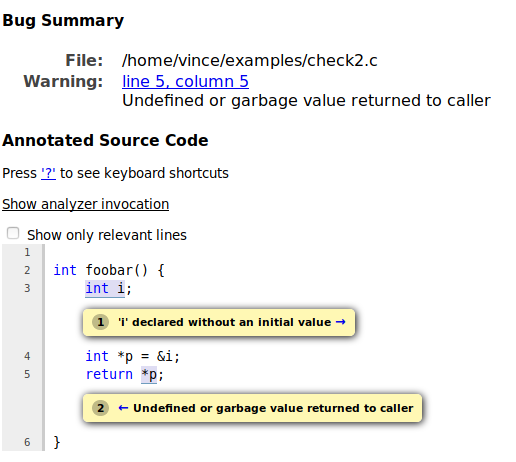 Bug Summary
File: /home/vince/examples/check2.c
Warning: line 5, column 5
Undefined or garbage value returned to caller
Annotated Source Code
Press '?' to see keyboard shortcuts
Show analyzer invocation
Show only relevant lines
1
2 int foobar() {
3     int i;
1 'i' declared without an initial value →
4     int *p = &i;
5     return *p;
2 ← Undefined or garbage value returned to caller
6 }